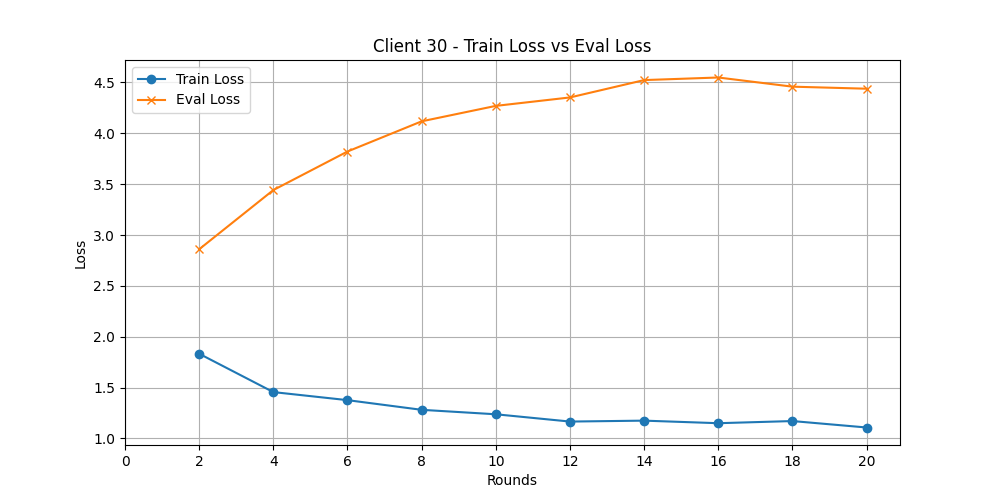 Client 30 - Train Loss vs Eval Loss
Train Loss
Eval Loss
4.5
4.0
3.5
3.0
2.5
2.0
1.5
1.0
Loss
0 2 4 6 8 10 12 14 16 18 20
Rounds